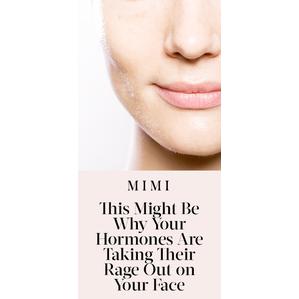 MIMI
This Might Be
Why Your
Hormones Are
Taking Their
Rage Out on
Your Face